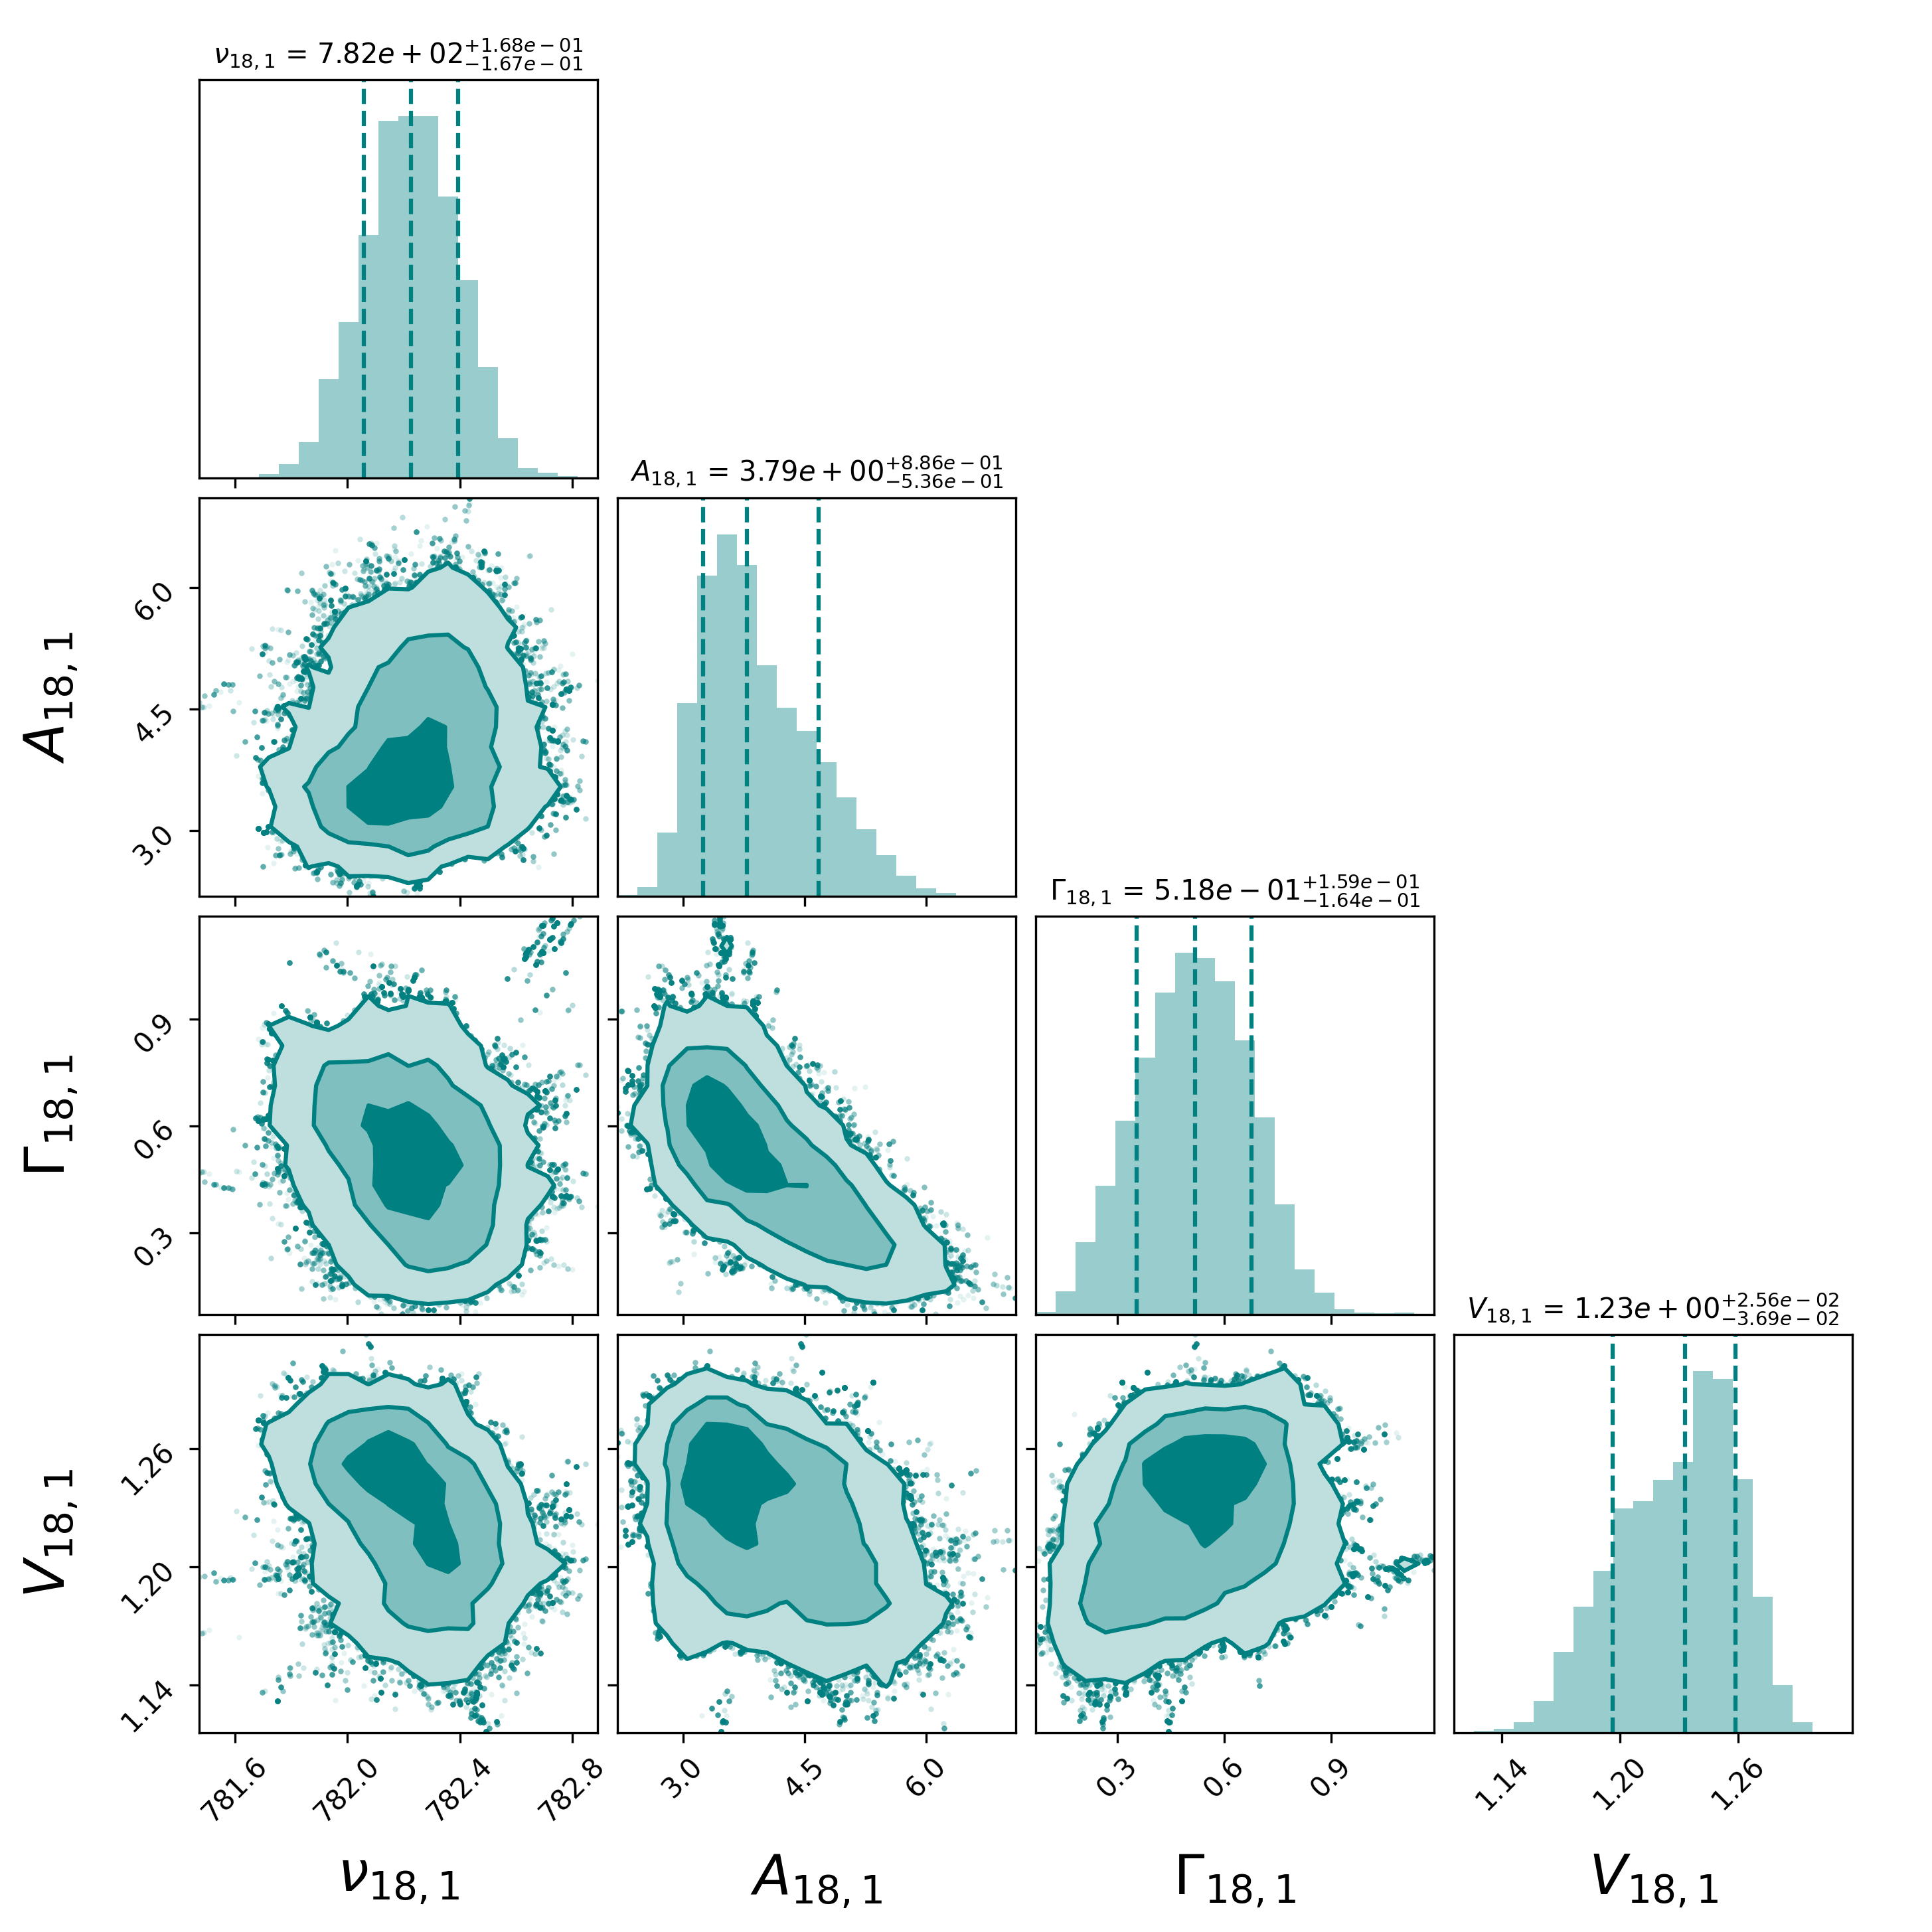 ν18, 1 = 7.82e + 02 +1.68e − 01 −1.67e − 01
A18, 1 = 3.79e + 00 +8.86e − 01 −5.36e − 01
6.0
4.5
3.0
A18, 1
Γ18, 1 = 5.18e − 01 +1.59e − 01 −1.64e − 01
0.9
0.6
0.3
Γ18, 1
V18, 1 = 1.23e + 00 +2.56e − 02 −3.69e − 02
1.26
1.20
1.14
V18, 1
781.6 782.0 782.4 782.8 3.0 4.5 6.0 0.3 0.6 0.9 1.14 1.20 1.26
ν18, 1 A18, 1 Γ18, 1 V18, 1